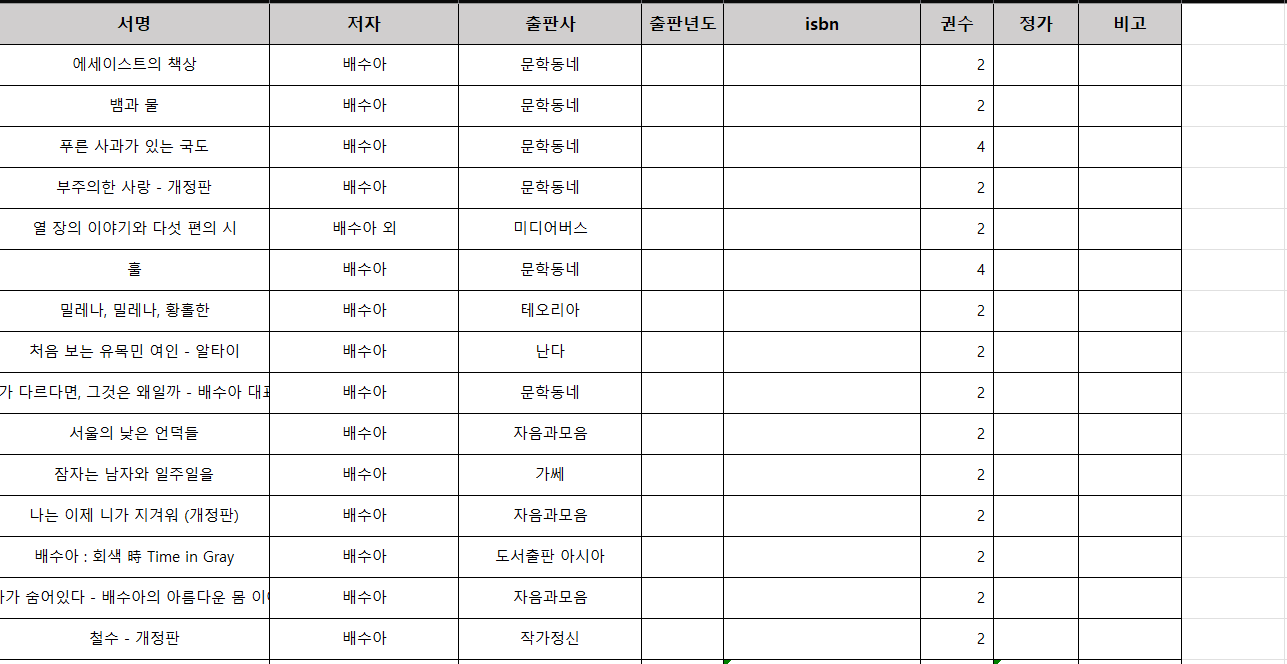 서명 저자 출판사 출판년도 isbn 권수 정가 비고
에세이스트의 책상 배수아 문학동네 2
뱀과 물 배수아 문학동네 2
푸른 사과가 있는 국도 배수아 문학동네 4
부주의한 사랑 - 개정판 배수아 문학동네 2
열 장의 이야기와 다섯 편의 시 배수아 외 미디어버스 2
훌 배수아 문학동네 4
밀레나, 밀레나, 황홀한 배수아 테오리아 2
처음 보는 유목민 여인 - 알타이 배수아 난다 2
가 다르다면, 그것은 왜일까 - 배수아 대표 배수아 문학동네 2
서울의 낮은 언덕들 배수아 자음과모음 2
잠자는 남자와 일주일을 배수아 가쎄 2
나는 이제 니가 지겨워 (개정판) 배수아 자음과모음 2
배수아 : 회색 時 Time in Gray 배수아 도서출판 아시아 2
가 숨어있다 - 배수아의 아름다운 몸 이 배수아 자음과모음 2
철수 - 개정판 배수아 작가정신 2